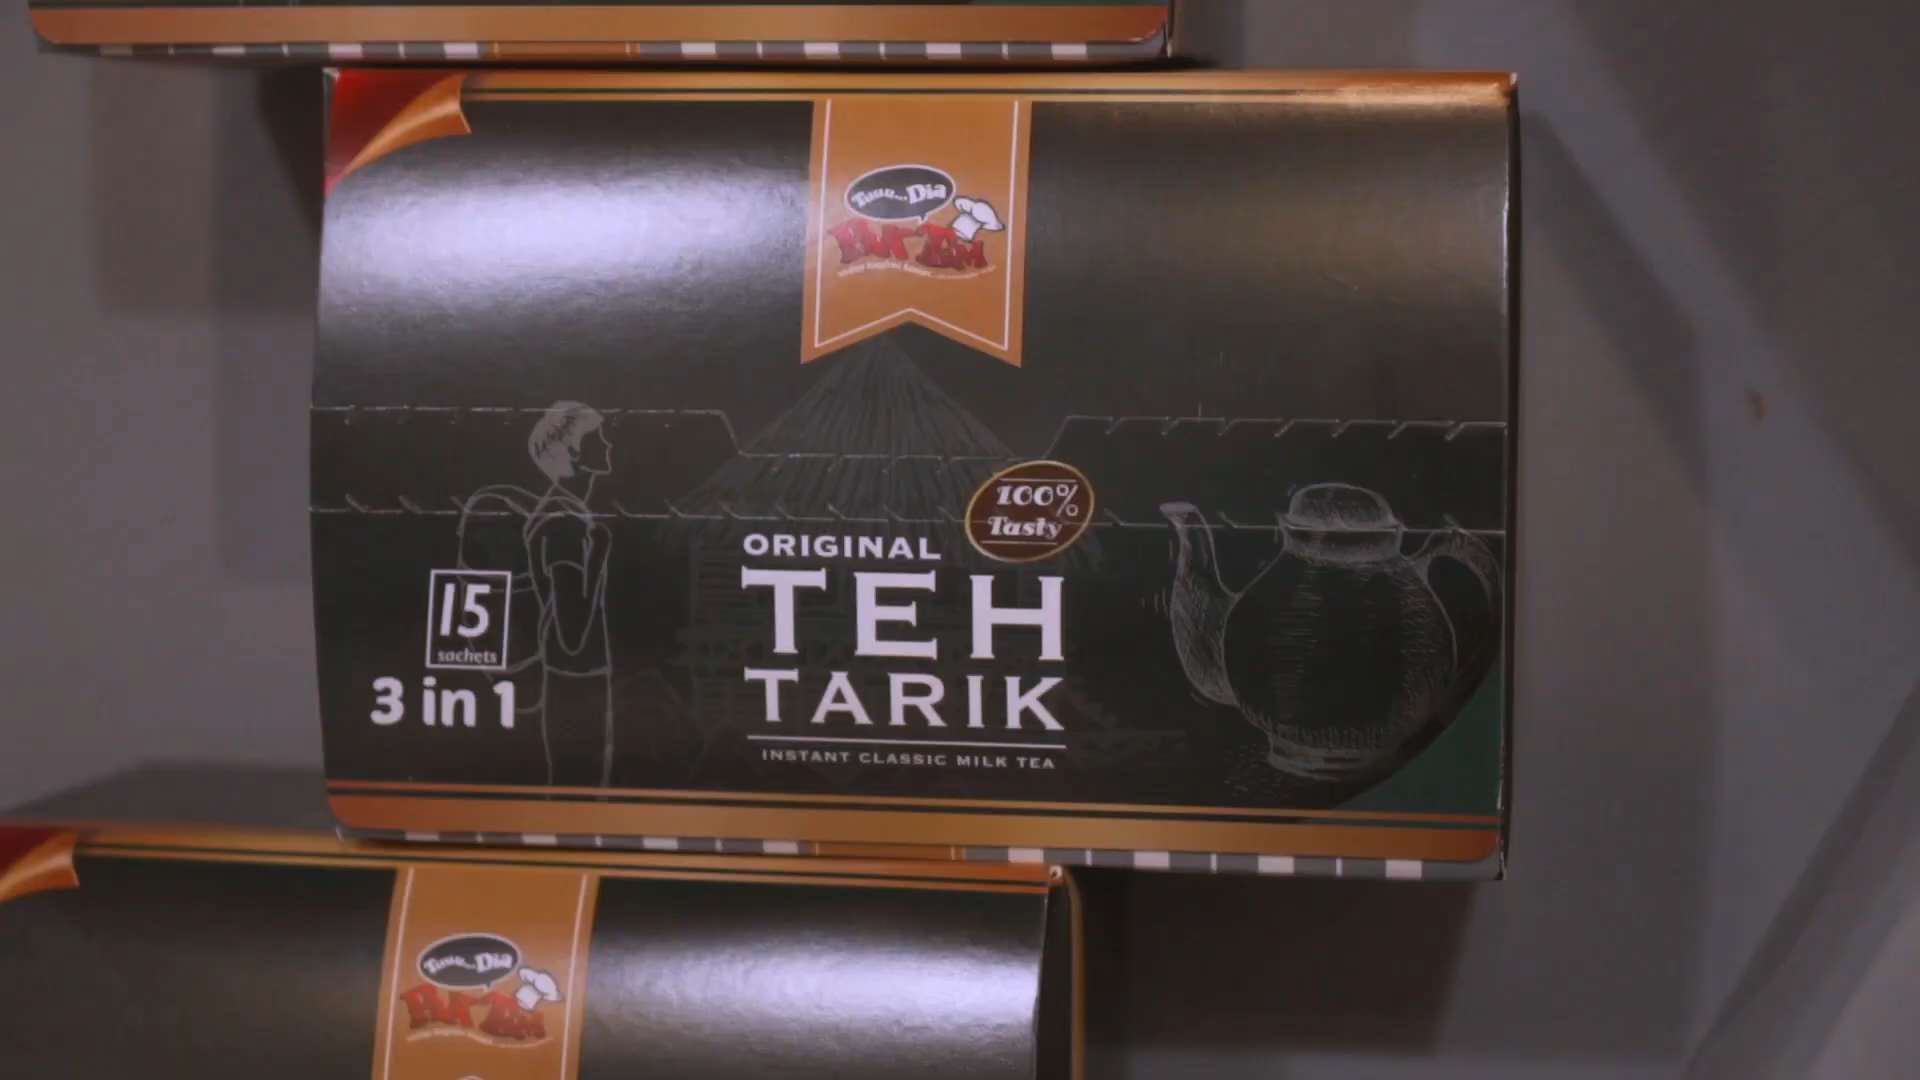 Tuuu...Dia
100%
Tasty
ORIGINAL
TEH
TARIK
INSTANT CLASSIC MILK TEA
15
sachets
3 in 1
Tuuu...Dia